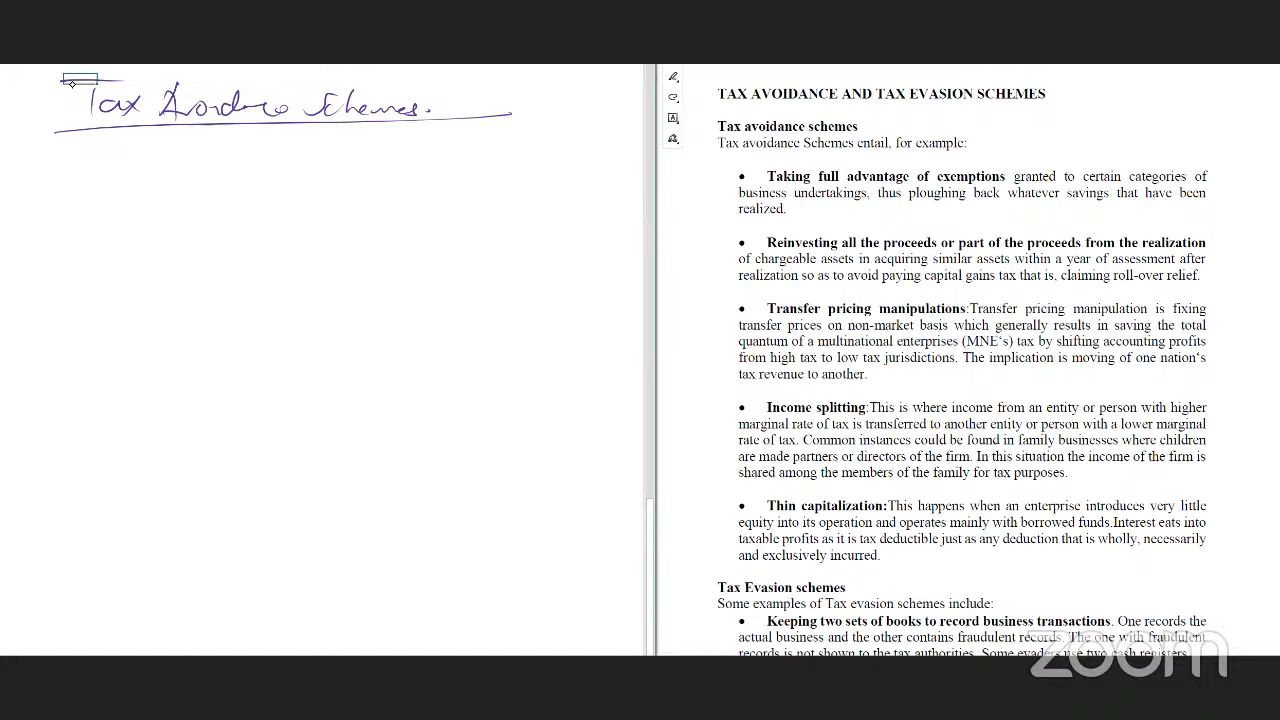 Tax Avoidance Schemes.
TAX AVOIDANCE AND TAX EVASION SCHEMES
Tax avoidance schemes
Tax avoidance Schemes entail, for example:
• Taking full advantage of exemptions granted to certain categories of
business undertakings, thus ploughing back whatever savings that have been
realized.
• Reinvesting all the proceeds or part of the proceeds from the realization
of chargeable assets in acquiring similar assets within a year of assessment after
realization so as to avoid paying capital gains tax that is, claiming roll-over relief.
• Transfer pricing manipulations:Transfer pricing manipulation is fixing
transfer prices on non-market basis which generally results in saving the total
quantum of a multinational enterprises (MNE‘s) tax by shifting accounting profits
from high tax to low tax jurisdictions. The implication is moving of one nation‘s
tax revenue to another.
• Income splitting:This is where income from an entity or person with higher
marginal rate of tax is transferred to another entity or person with a lower marginal
rate of tax. Common instances could be found in family businesses where children
are made partners or directors of the firm. In this situation the income of the firm is
shared among the members of the family for tax purposes.
• Thin capitalization:This happens when an enterprise introduces very little
equity into its operation and operates mainly with borrowed funds.Interest eats into
taxable profits as it is tax deductible just as any deduction that is wholly, necessarily
and exclusively incurred.
Tax Evasion schemes
Some examples of Tax evasion schemes include:
• Keeping two sets of books to record business transactions. One records the
actual business and the other contains fraudulent records. The one with fraudulent
records is not shown to the tax authorities. Some evaders use two cash registers
zoom